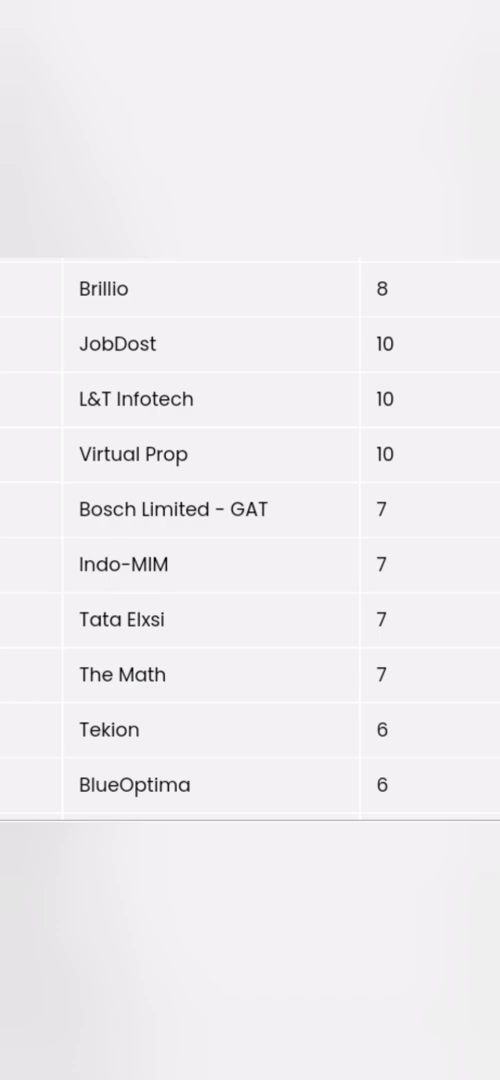 Brillio 8
JobDost 10
L&T Infotech 10
Virtual Prop 10
Bosch Limited - GAT 7
Indo-MIM 7
Tata Elxsi 7
The Math 7
Tekion 6
BlueOptima 6